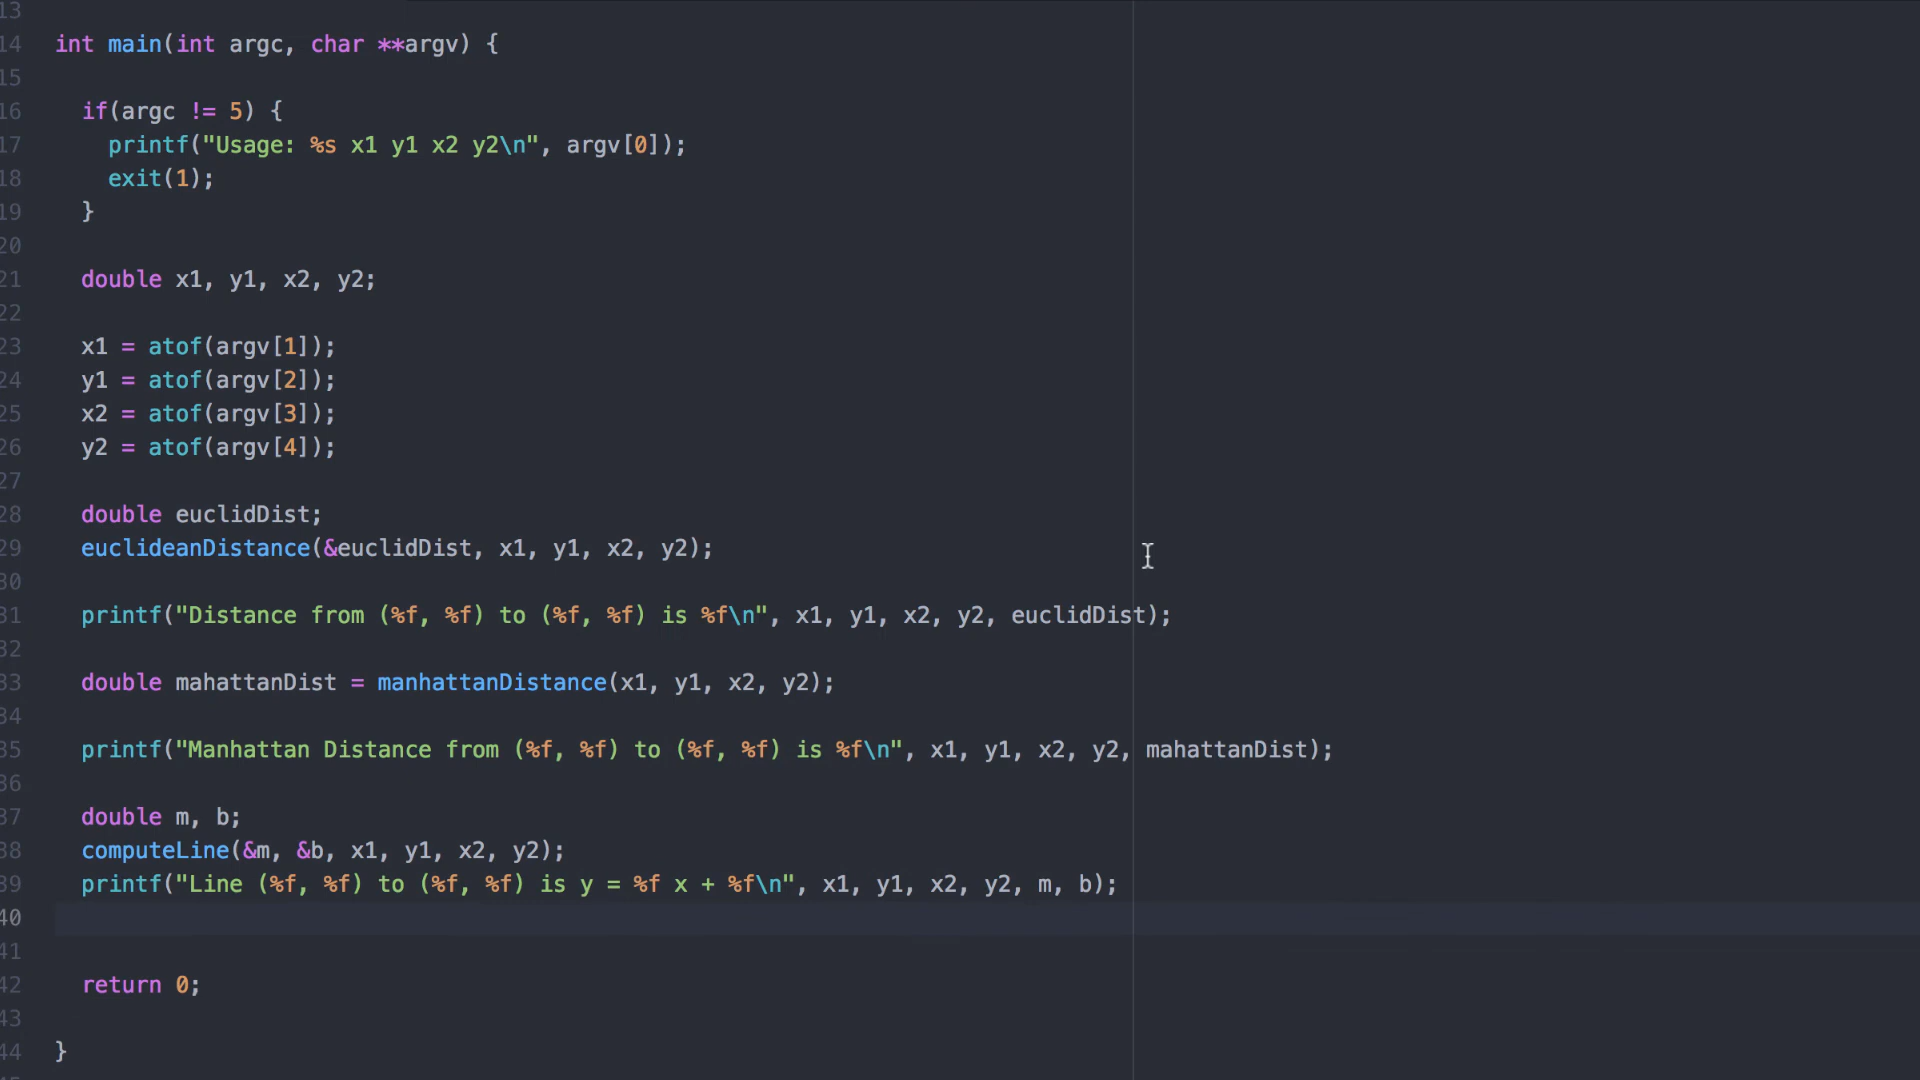 13
14 int main(int argc, char **argv) {
15
16 if(argc != 5) {
17 printf("Usage: %s x1 y1 x2 y2\n", argv[0]);
18 exit(1);
19 }
20
21 double x1, y1, x2, y2;
22
23 x1 = atof(argv[1]);
24 y1 = atof(argv[2]);
25 x2 = atof(argv[3]);
26 y2 = atof(argv[4]);
27
28 double euclidDist;
29 euclideanDistance(&euclidDist, x1, y1, x2, y2);
30
31 printf("Distance from (%f, %f) to (%f, %f) is %f\n", x1, y1, x2, y2, euclidDist);
32
33 double mahattanDist = manhattanDistance(x1, y1, x2, y2);
34
35 printf("Manhattan Distance from (%f, %f) to (%f, %f) is %f\n", x1, y1, x2, y2, mahattanDist);
36
37 double m, b;
38 computeLine(&m, &b, x1, y1, x2, y2);
39 printf("Line (%f, %f) to (%f, %f) is y = %f x + %f\n", x1, y1, x2, y2, m, b);
40
41
42 return 0;
43
44 }